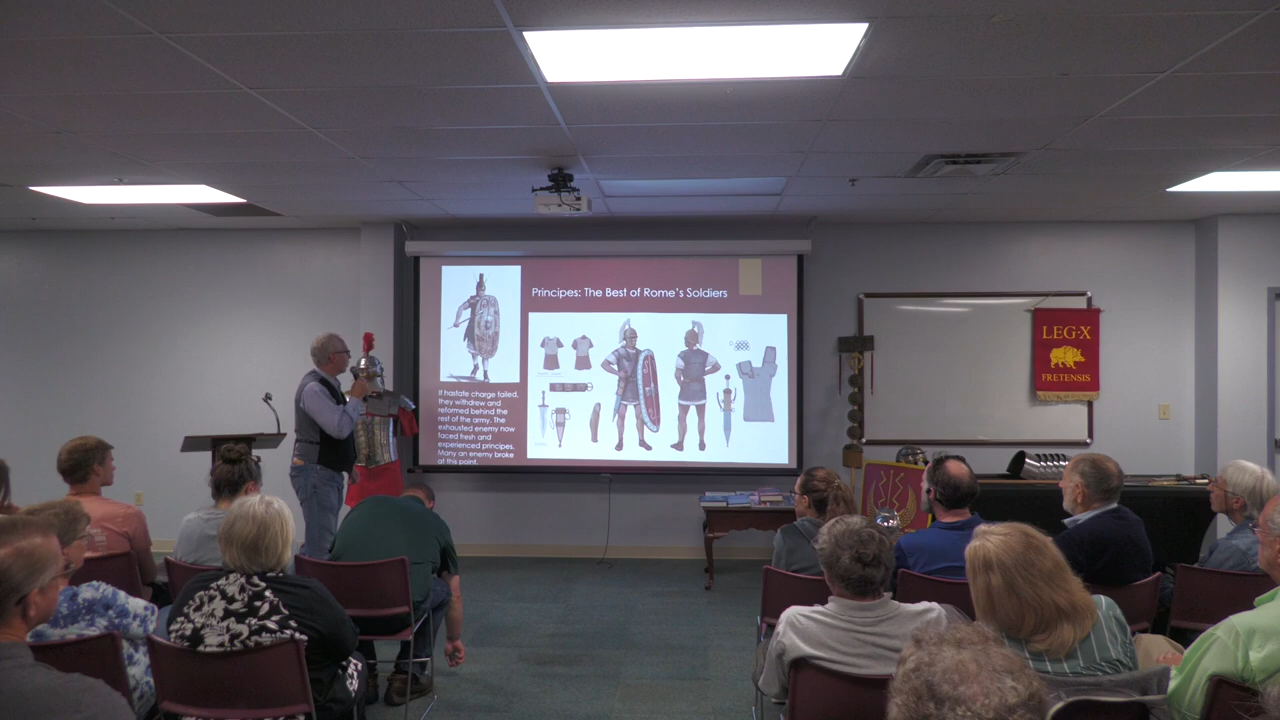 Principes: The Best of Rome's Soldiers
If hastate charge failed,
they withdrew and
reformed behind the
rest of the army. The
exhausted enemy now
faced fresh and
experienced principes.
Many an enemy broke
at this point.
LEG·X
FRETENSIS